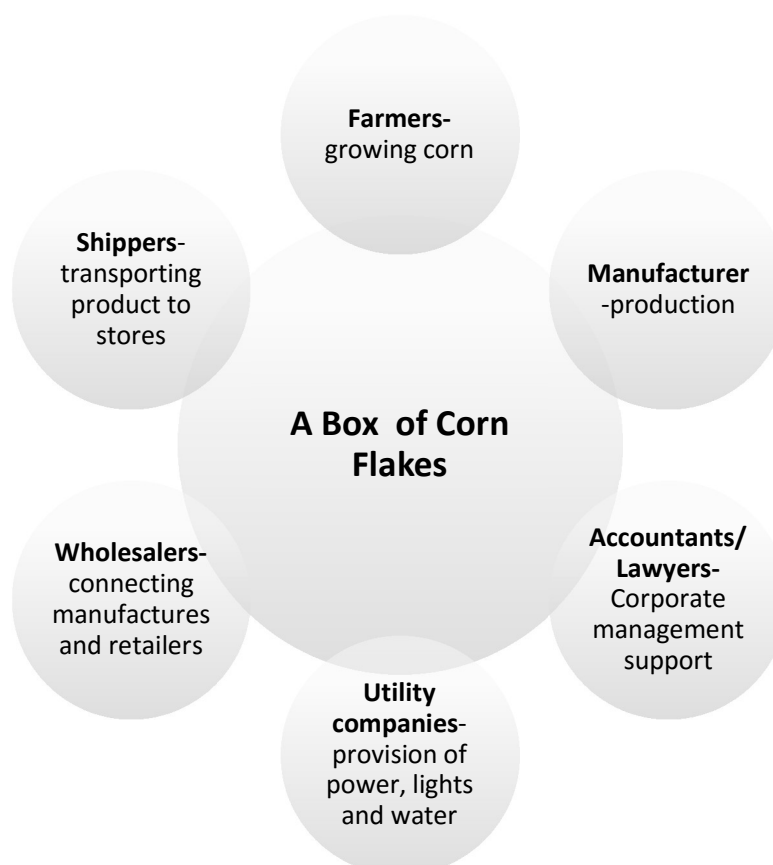 Farmers-
growing corn
Shippers-
transporting
product to
stores
Manufacturer
-production
A Box of Corn
Flakes
Wholesalers-
connecting
manufactures
and retailers
Accountants/
Lawyers-
Corporate
management
support
Utility
companies-
provision of
power, lights
and water